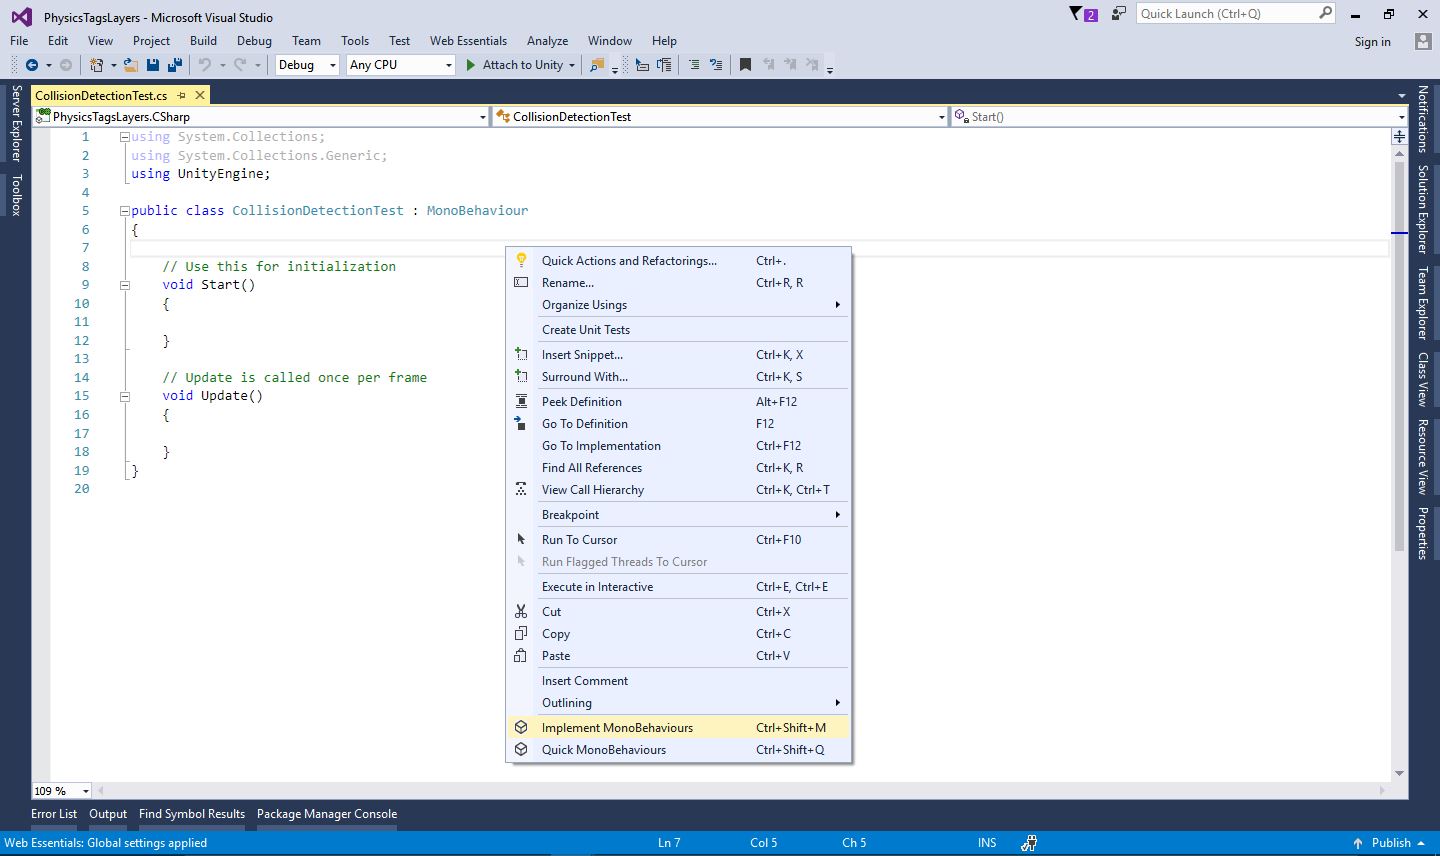 PhysicsTagsLayers - Microsoft Visual Studio
2
Quick Launch (Ctrl+Q)
File Edit View Project Build Debug Team Tools Test Web Essentials Analyze Window Help
Sign in
Debug Any CPU Attach to Unity
Server Explorer
Toolbox
CollisionDetectionTest.cs
PhysicsTagsLayers.CSharp CollisionDetectionTest Start()
1 using System.Collections;
2 using System.Collections.Generic;
3 using UnityEngine;
4
5 public class CollisionDetectionTest : MonoBehaviour
6 {
7
8 // Use this for initialization
9 void Start()
10 {
11
12 }
13
14 // Update is called once per frame
15 void Update()
16 {
17
18 }
19 }
20
Quick Actions and Refactorings... Ctrl+.
Rename... Ctrl+R, R
Organize Usings
Create Unit Tests
Insert Snippet... Ctrl+K, X
Surround With... Ctrl+K, S
Peek Definition Alt+F12
Go To Definition F12
Go To Implementation Ctrl+F12
Find All References Ctrl+K, R
View Call Hierarchy Ctrl+K, Ctrl+T
Breakpoint
Run To Cursor Ctrl+F10
Run Flagged Threads To Cursor
Execute in Interactive Ctrl+E, Ctrl+E
Cut Ctrl+X
Copy Ctrl+C
Paste Ctrl+V
Insert Comment
Outlining
Implement MonoBehaviours Ctrl+Shift+M
Quick MonoBehaviours Ctrl+Shift+Q
Notifications
Solution Explorer
Team Explorer
Class View
Resource View
Properties
109 %
Error List Output Find Symbol Results Package Manager Console
Web Essentials: Global settings applied Ln 7 Col 5 Ch 5 INS Publish